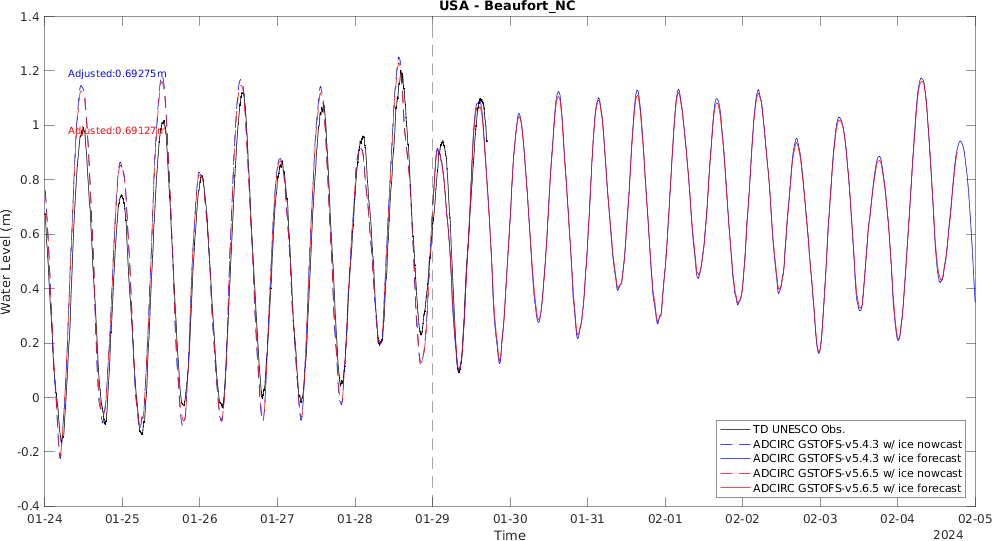 USA - Beaufort_NC
1.4
1.2
1
0.8
0.6
0.4
0.2
0
-0.2
-0.4
Water Level (m)
Adjusted:0.69275m
Adjusted:0.69127m
TD UNESCO Obs.
ADCIRC GSTOFS-v5.4.3 w/ ice nowcast
ADCIRC GSTOFS-v5.4.3 w/ ice forecast
ADCIRC GSTOFS-v5.6.5 w/ ice nowcast
ADCIRC GSTOFS-v5.6.5 w/ ice forecast
01-24 01-25 01-26 01-27 01-28 01-29 01-30 01-31 02-01 02-02 02-03 02-04 02-05
Time
2024